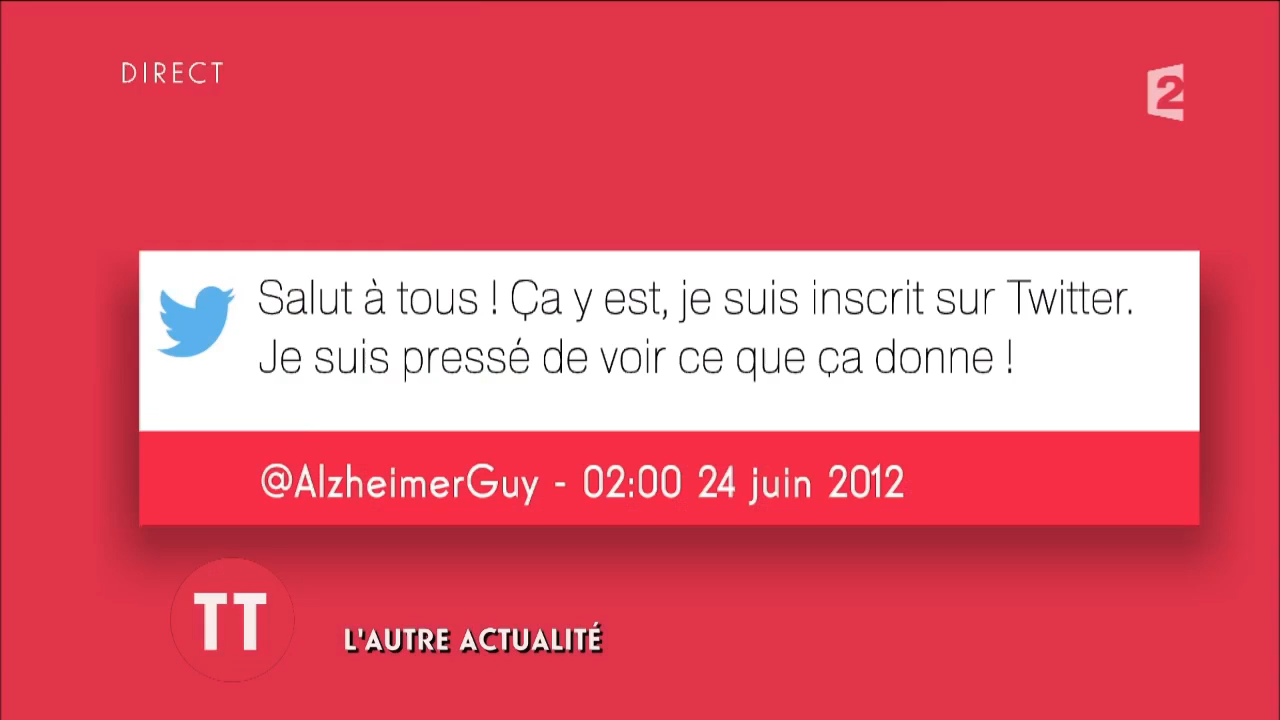 DIRECT
2
Salut à tous ! Ça y est, je suis inscrit sur Twitter.
Je suis pressé de voir ce que ça donne !
@AlzheimerGuy - 02:00 24 juin 2012
TT
L'AUTRE ACTUALITÉ